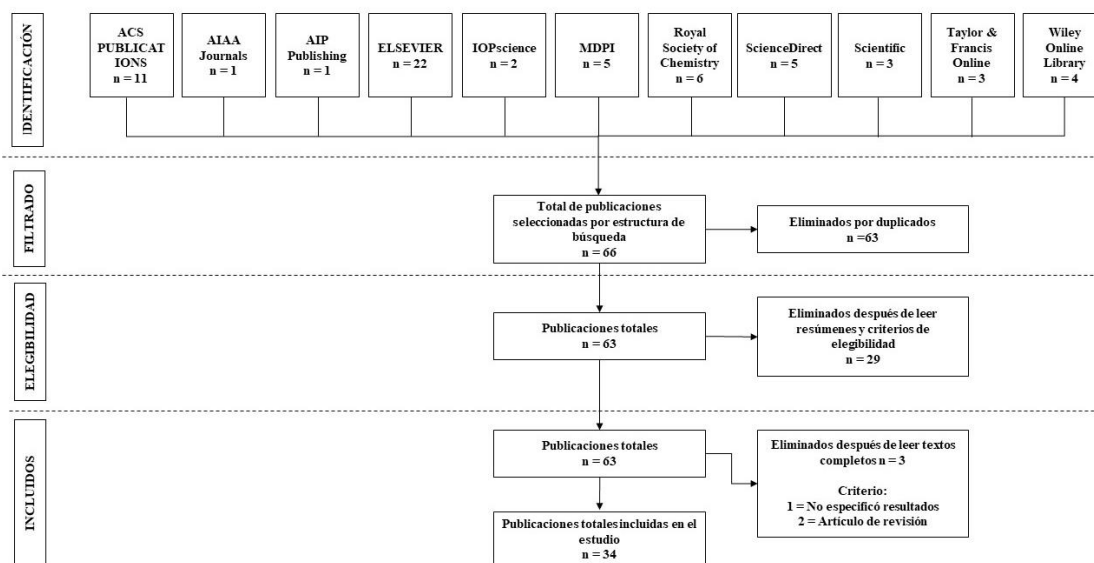 IDENTIFICACIÓN
ACS
PUBLICAT
IONS
n = 11
AIAA
Journals
n = 1
AIP
Publishing
n = 1
ELSEVIER
n = 22
IOPscience
n = 2
MDPI
n = 5
Royal
Society of
Chemistry
n = 6
ScienceDirect
n = 5
Scientific
n = 3
Taylor &
Francis
Online
n = 3
Wiley
Online
Library
n = 4
FILTRADO
Total de publicaciones
seleccionadas por estructura de
búsqueda
n = 66
Eliminados por duplicados
n =63
ELEGIBILIDAD
Publicaciones totales
n = 63
Eliminados después de leer
resúmenes y criterios de
elegibilidad
n = 29
INCLUIDOS
Publicaciones totales
n = 63
Eliminados después de leer textos
completos n = 3
Criterio:
1 = No especificó resultados
2 = Artículo de revisión
Publicaciones totales incluidas en el
estudio
n = 34